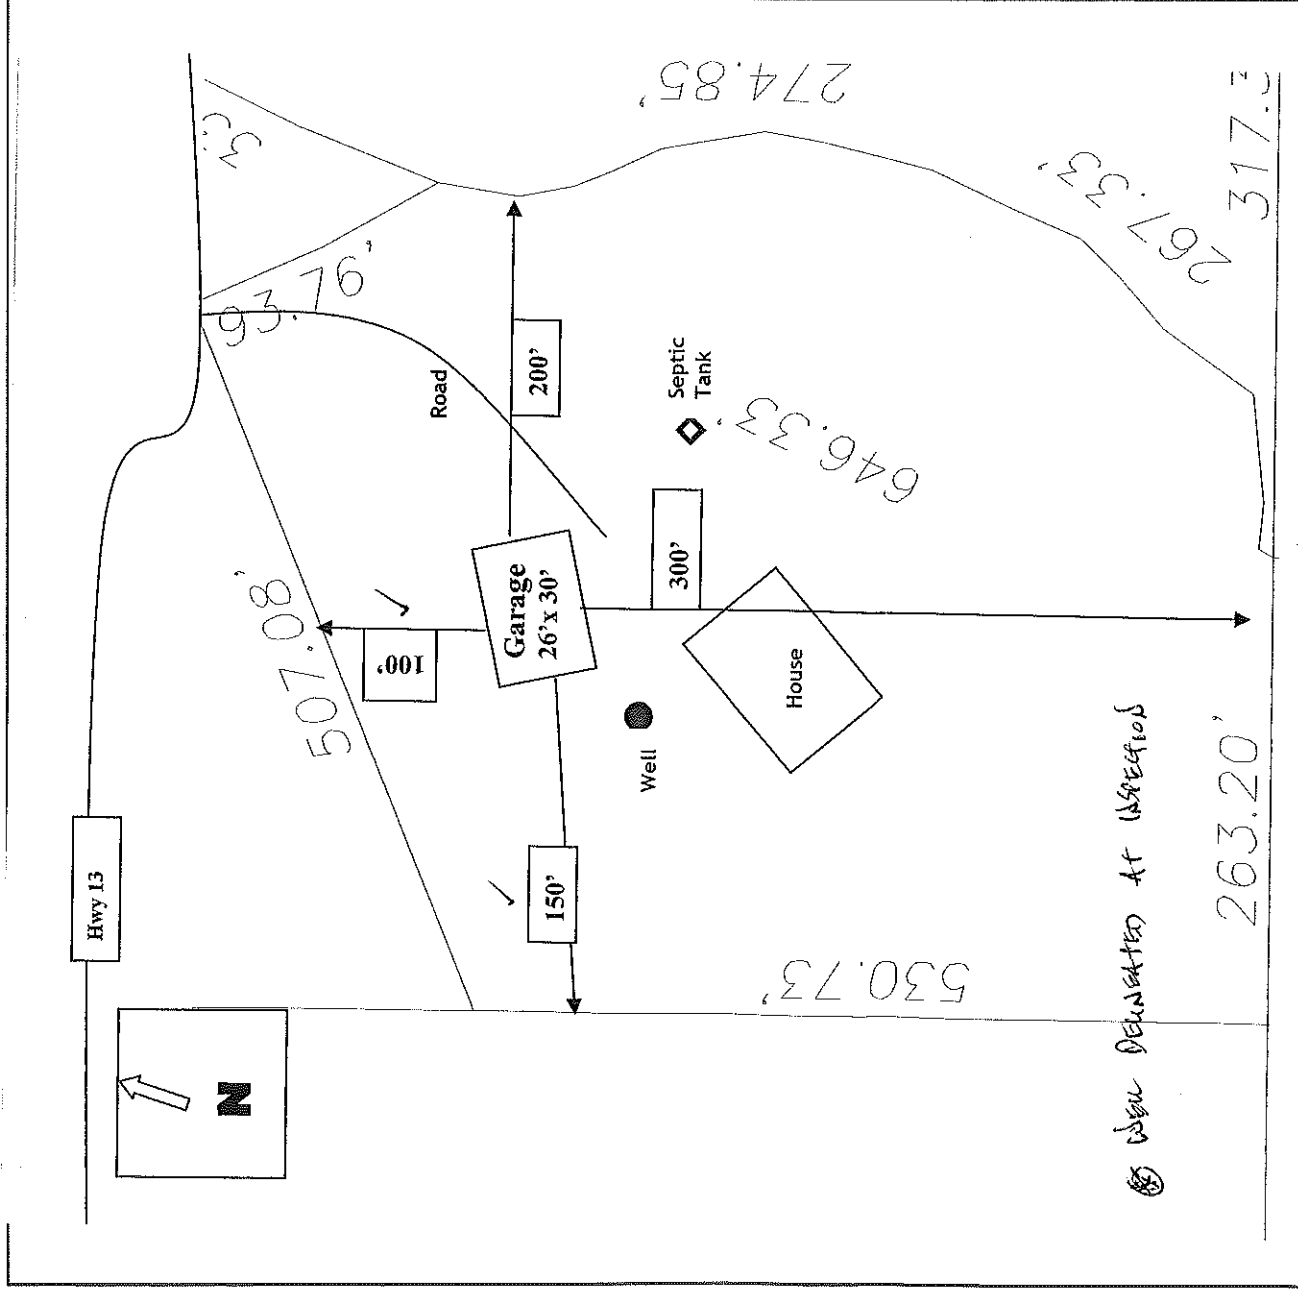 Hwy 13
N
507.08'
93.76'
274.85'
267.33'
317.3
646.33'
530.73'
263.20'
Road
200'
Septic
Tank
300'
100'
Garage
26'x 30'
150'
Well
House
WELL DELINEATED AT INSPECTION